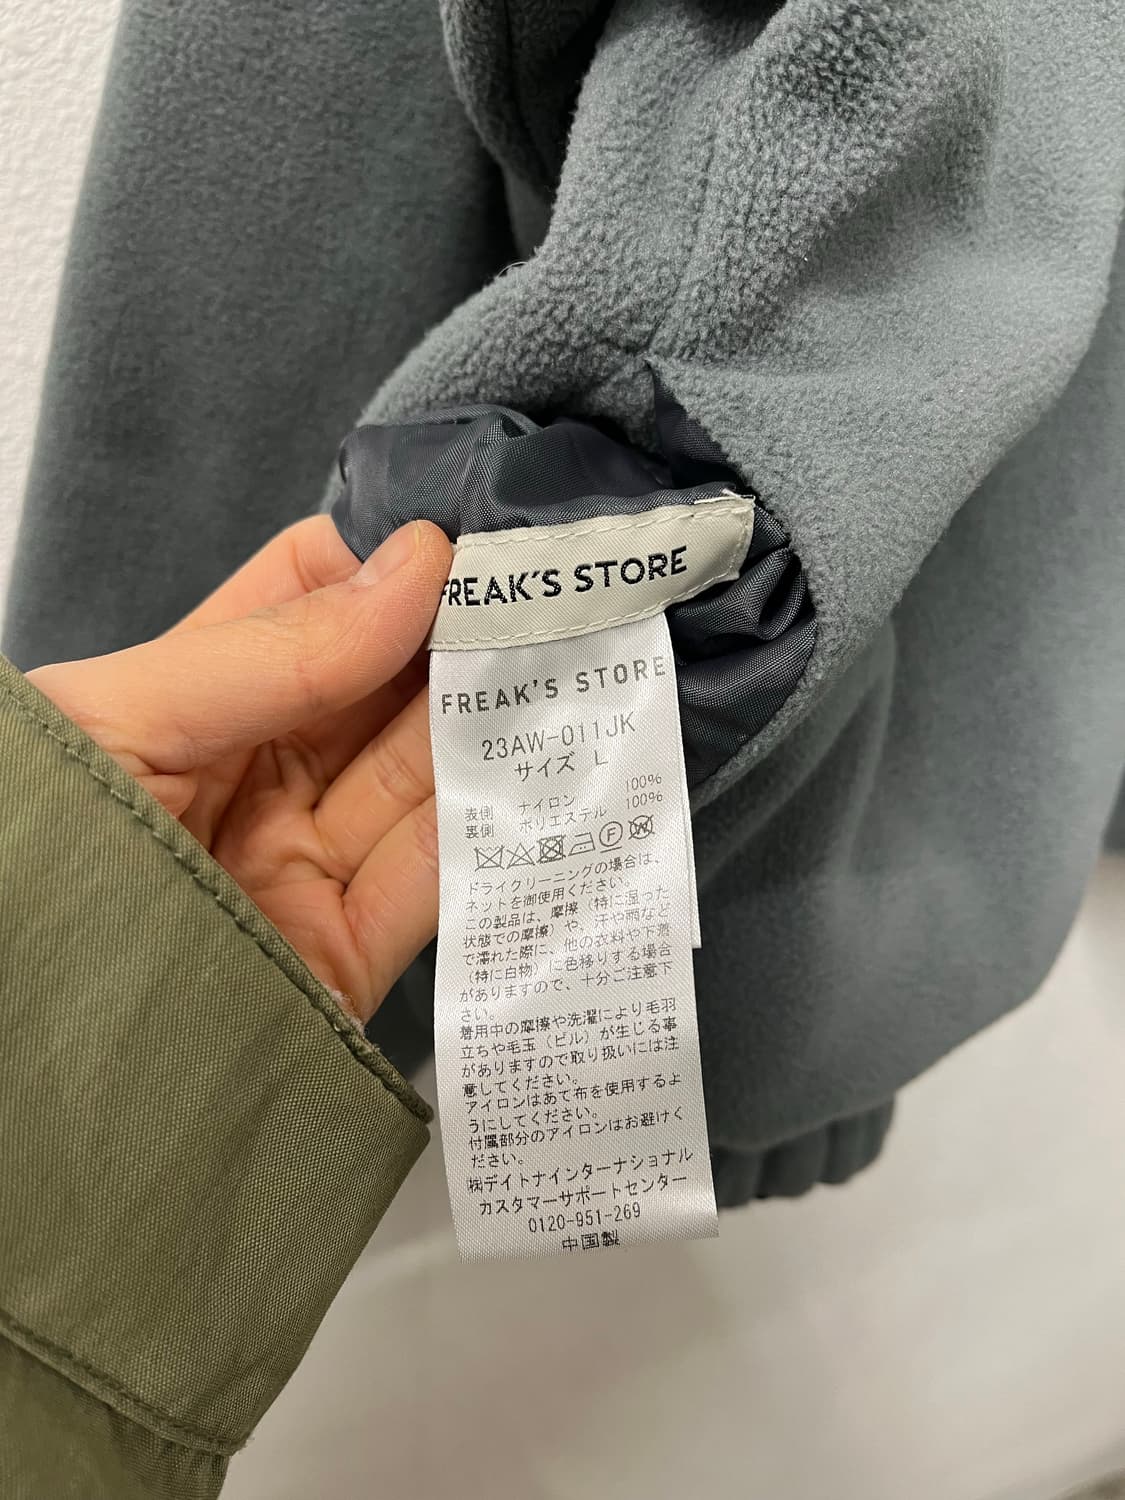 FREAK'S STORE
FREAK'S STORE
23AW-011JK
サイズ L
表側 ナイロン 100%
裏側 ポリエステル 100%
F W
ドライクリーニングの場合は、
ネットを御使用ください。
この製品は、摩擦（特に湿った
状態での摩擦）や、汗や雨など
で濡れた際に、他の衣料や下着
（特に白物）に色移りする場合
がありますので、十分ご注意下
さい。
着用中の摩擦や洗濯により毛羽
立ちや毛玉（ピル）が生じる事
がありますので取り扱いには注
意してください。
アイロンはあて布を使用するよ
うにしてください。
付属部分のアイロンはお避けく
ださい。
㈱デイトナインターナショナル
カスタマーサポートセンター
0120-951-269
中国製